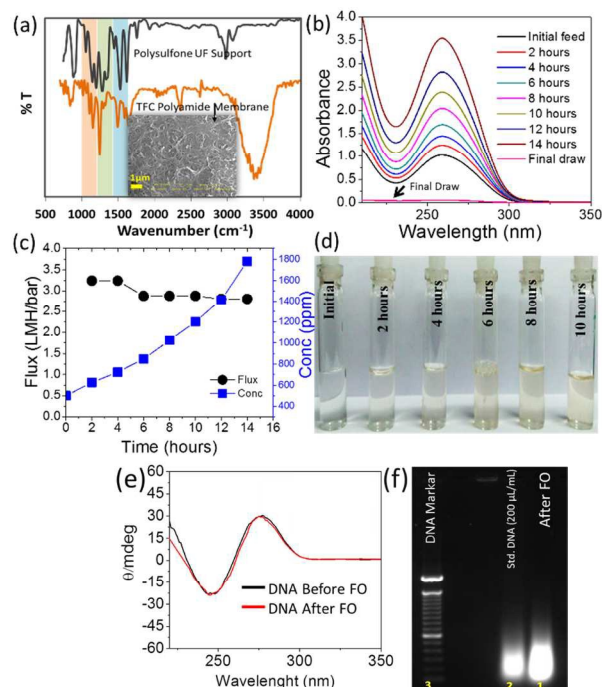 (a)
Polysulfone UF Support
TFC Polyamide Membrane
1μm
% T
500 1000 1500 2000 2500 3000 3500 4000
Wavenumber (cm-1)
(b)
4.0
3.5
3.0
2.5
2.0
1.5
1.0
0.5
0.0
Absorbance
Initial feed
2 hours
4 hours
6 hours
8 hours
10 hours
12 hours
14 hours
Final draw
Final Draw
250 300 350
Wavelength (nm)
(c)
4.0
3.5
3.0
2.5
2.0
1.5
1.0
0.5
0.0
Flux (LMH/bar)
1800
1600
1400
1200
1000
800
600
400
Conc (ppm)
Flux
Conc
0 2 4 6 8 10 12 14 16
Time (hours)
(d)
Initial
2 hours
4 hours
6 hours
8 hours
10 hours
(e)
60
45
30
15
0
-15
-30
-45
-60
θ/mdeg
DNA Before FO
DNA After FO
250 300 350
Wavelenght (nm)
(f)
DNA Markar
Std. DNA (200 μL/mL)
After FO
3 2 1